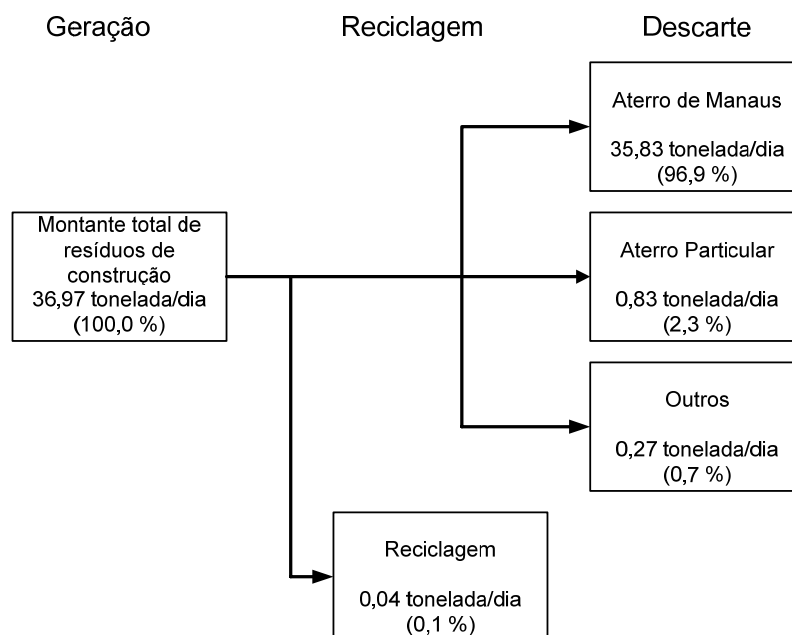 Geração
Reciclagem
Descarte
Aterro de Manaus
35,83 tonelada/dia
(96,9 %)
Montante total de
resíduos de
construção
36,97 tonelada/dia
(100,0 %)
Aterro Particular
0,83 tonelada/dia
(2,3 %)
Outros
0,27 tonelada/dia
(0,7 %)
Reciclagem
0,04 tonelada/dia
(0,1 %)